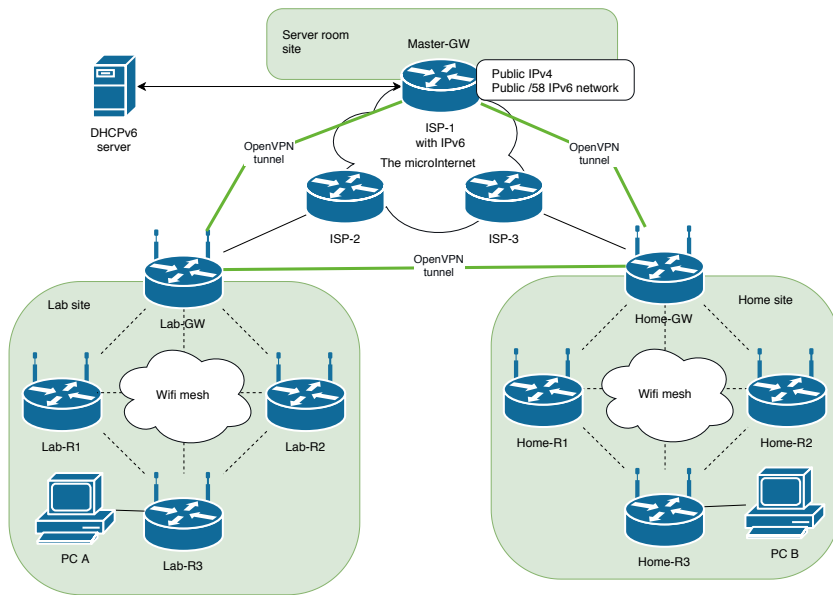 Server room
site
Master-GW
Public IPv4
Public /58 IPv6 network
DHCPv6
server
ISP-1
with IPv6
OpenVPN
tunnel
OpenVPN
tunnel
The microInternet
ISP-2
ISP-3
OpenVPN
tunnel
Lab site
Lab-GW
Home-GW
Home site
Wifi mesh
Wifi mesh
Lab-R1
Lab-R2
Home-R1
Home-R2
PC A
Lab-R3
Home-R3
PC B